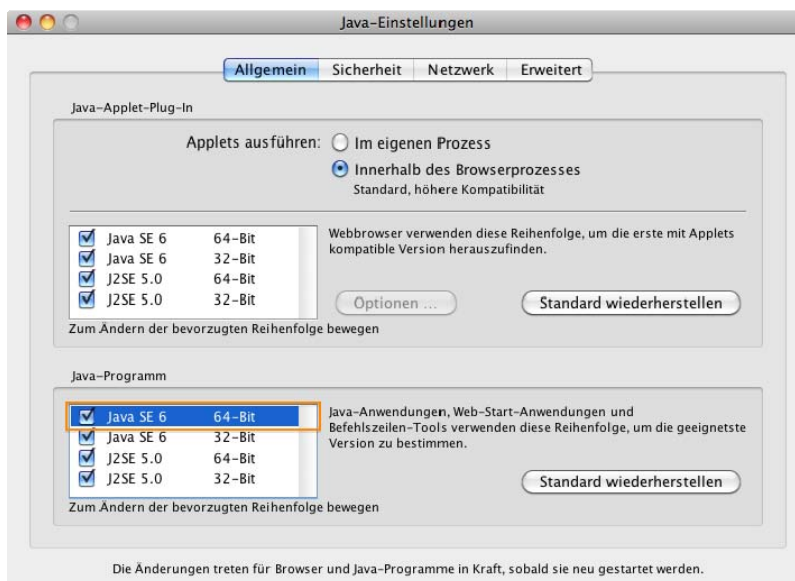 Java-Einstellungen
Allgemein Sicherheit Netzwerk Erweitert
Java-Applet-Plug-In
Applets ausführen: Im eigenen Prozess
Innerhalb des Browserprozesses
Standard, höhere Kompatibilität
Java SE 6 64-Bit
Java SE 6 32-Bit
J2SE 5.0 64-Bit
J2SE 5.0 32-Bit
Webbrowser verwenden diese Reihenfolge, um die erste mit Applets
kompatible Version herauszufinden.
Optionen ... Standard wiederherstellen
Zum Ändern der bevorzugten Reihenfolge bewegen
Java-Programm
Java SE 6 64-Bit
Java SE 6 32-Bit
J2SE 5.0 64-Bit
J2SE 5.0 32-Bit
Java-Anwendungen, Web-Start-Anwendungen und
Befehlszeilen-Tools verwenden diese Reihenfolge, um die geeignetste
Version zu bestimmen.
Standard wiederherstellen
Zum Ändern der bevorzugten Reihenfolge bewegen
Die Änderungen treten für Browser und Java-Programme in Kraft, sobald sie neu gestartet werden.